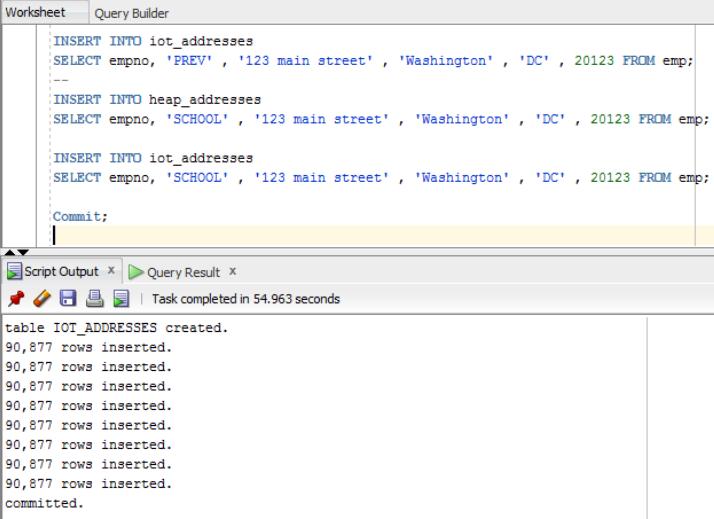 Worksheet Query Builder
INSERT INTO iot_addresses
SELECT empno, 'PREV' , '123 main street' , 'Washington' , 'DC' , 20123 FROM emp;
--
INSERT INTO heap_addresses
SELECT empno, 'SCHOOL' , '123 main street' , 'Washington' , 'DC' , 20123 FROM emp;
INSERT INTO iot_addresses
SELECT empno, 'SCHOOL' , '123 main street' , 'Washington' , 'DC' , 20123 FROM emp;
Commit;
Script Output x Query Result x
Task completed in 54.963 seconds
table IOT_ADDRESSES created.
90,877 rows inserted.
90,877 rows inserted.
90,877 rows inserted.
90,877 rows inserted.
90,877 rows inserted.
90,877 rows inserted.
90,877 rows inserted.
90,877 rows inserted.
committed.